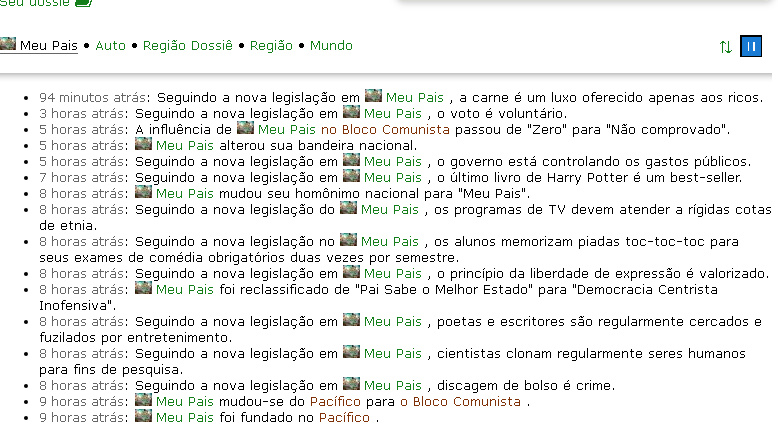 Seu dossiê
Meu Pais • Auto • Região Dossiê • Região • Mundo
• 94 minutos atrás: Seguindo a nova legislação em Meu Pais , a carne é um luxo oferecido apenas aos ricos.
• 3 horas atrás: Seguindo a nova legislação em Meu Pais , o voto é voluntário.
• 5 horas atrás: A influência de Meu Pais no Bloco Comunista passou de "Zero" para "Não comprovado".
• 5 horas atrás: Meu Pais alterou sua bandeira nacional.
• 5 horas atrás: Seguindo a nova legislação em Meu Pais , o governo está controlando os gastos públicos.
• 7 horas atrás: Seguindo a nova legislação em Meu Pais , o último livro de Harry Potter é um best-seller.
• 8 horas atrás: Meu Pais mudou seu homônimo nacional para "Meu Pais".
• 8 horas atrás: Seguindo a nova legislação do Meu Pais , os programas de TV devem atender a rígidas cotas
de etnia.
• 8 horas atrás: Seguindo a nova legislação no Meu Pais , os alunos memorizam piadas toc-toc-toc para
seus exames de comédia obrigatórios duas vezes por semestre.
• 8 horas atrás: Seguindo a nova legislação em Meu Pais , o princípio da liberdade de expressão é valorizado.
• 8 horas atrás: Meu Pais foi reclassificado de "Pai Sabe o Melhor Estado" para "Democracia Centrista
Inofensiva".
• 8 horas atrás: Seguindo a nova legislação em Meu Pais , poetas e escritores são regularmente cercados e
fuzilados por entretenimento.
• 8 horas atrás: Seguindo a nova legislação em Meu Pais , cientistas clonam regularmente seres humanos
para fins de pesquisa.
• 8 horas atrás: Seguindo a nova legislação em Meu Pais , discagem de bolso é crime.
• 9 horas atrás: Meu Pais mudou-se do Pacífico para o Bloco Comunista .
• 9 horas atrás: Meu Pais foi fundado no Pacífico .